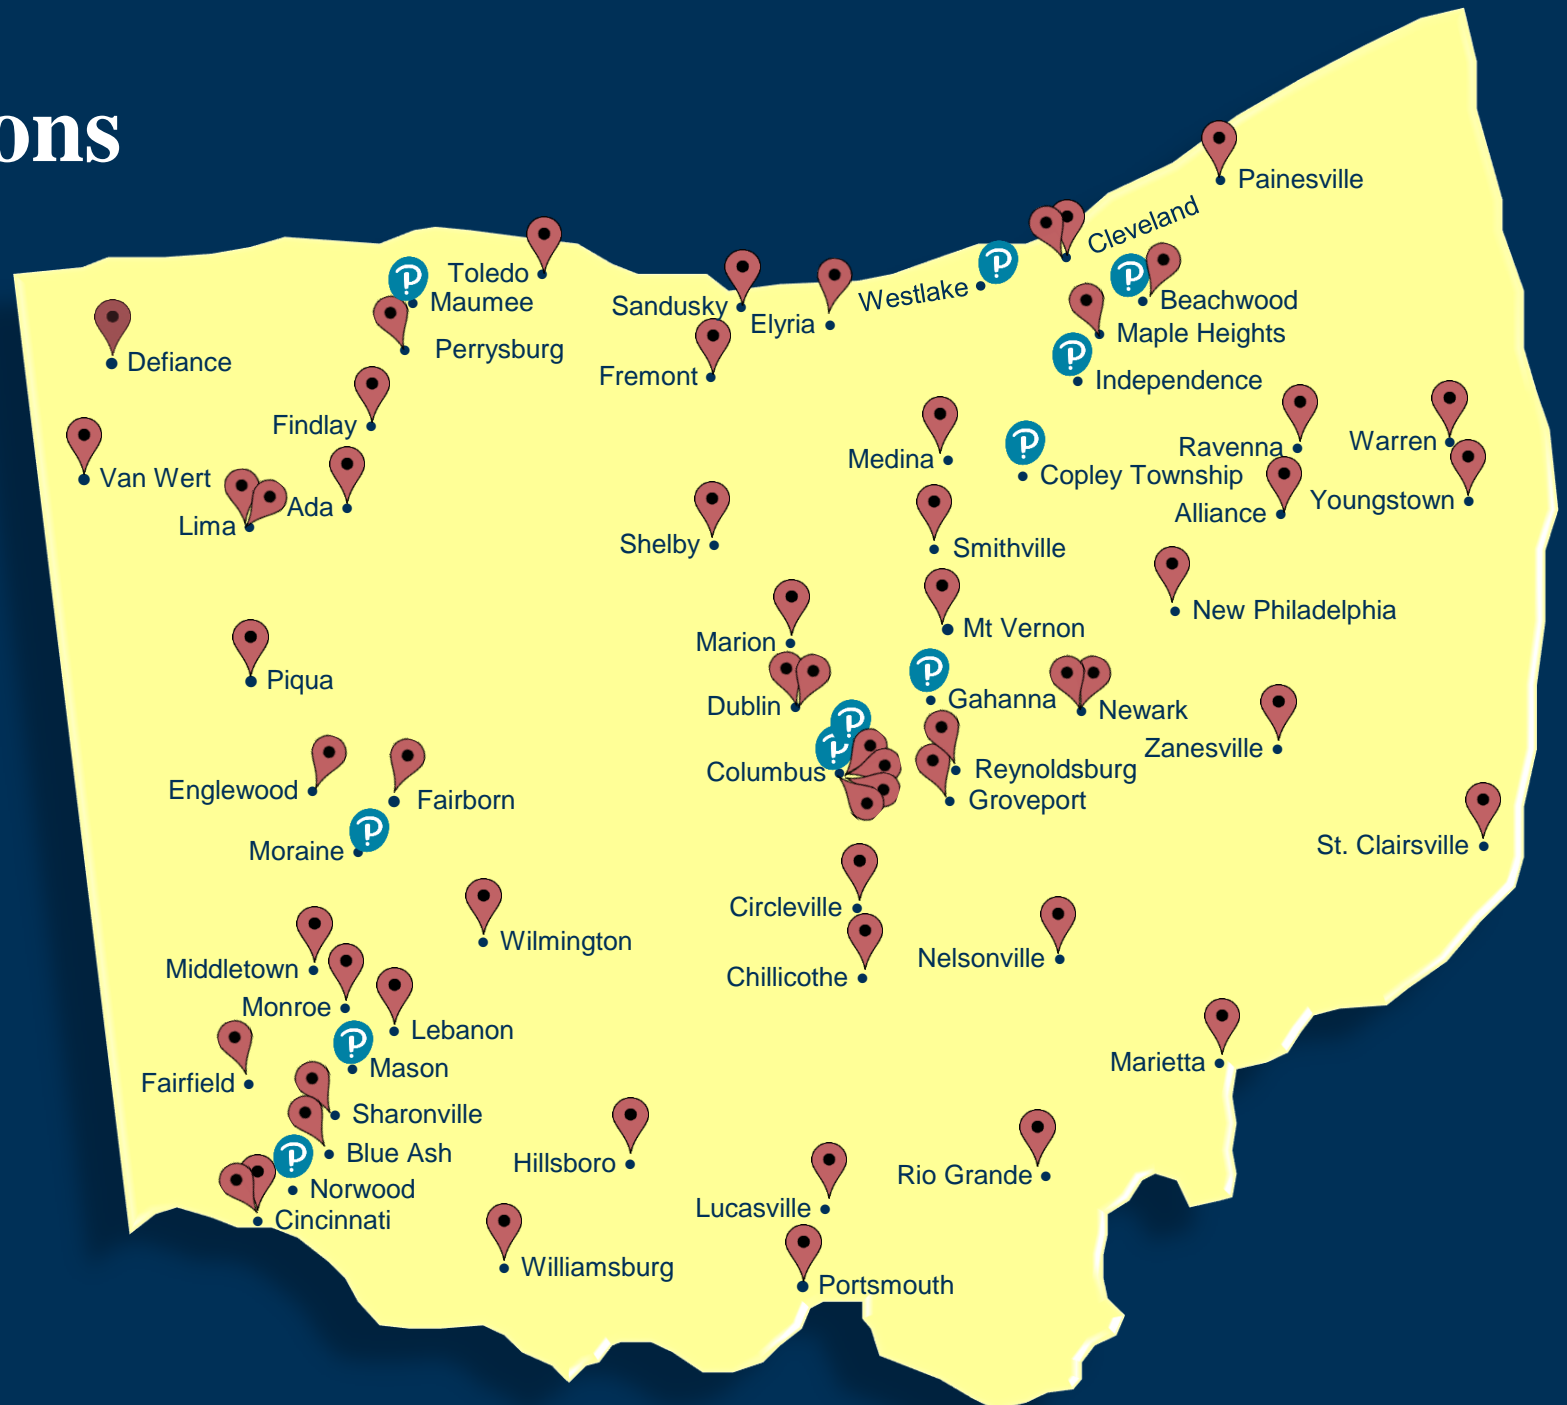 ons
Painesville
Cleveland
Toledo
Maumee
Sandusky
Elyria
Westlake
Beachwood
Maple Heights
Perrysburg
Defiance
Fremont
Independence
Findlay
Medina
Ravenna
Warren
Van Wert
Copley Township
Ada
Lima
Alliance
Youngstown
Shelby
Smithville
New Philadelphia
Marion
Mt Vernon
Piqua
Dublin
Gahanna
Newark
Zanesville
Columbus
Reynoldsburg
Englewood
Fairborn
Groveport
Moraine
St. Clairsville
Circleville
Wilmington
Nelsonville
Middletown
Chillicothe
Monroe
Lebanon
Mason
Marietta
Fairfield
Sharonville
Blue Ash
Hillsboro
Rio Grande
Norwood
Lucasville
Cincinnati
Williamsburg
Portsmouth